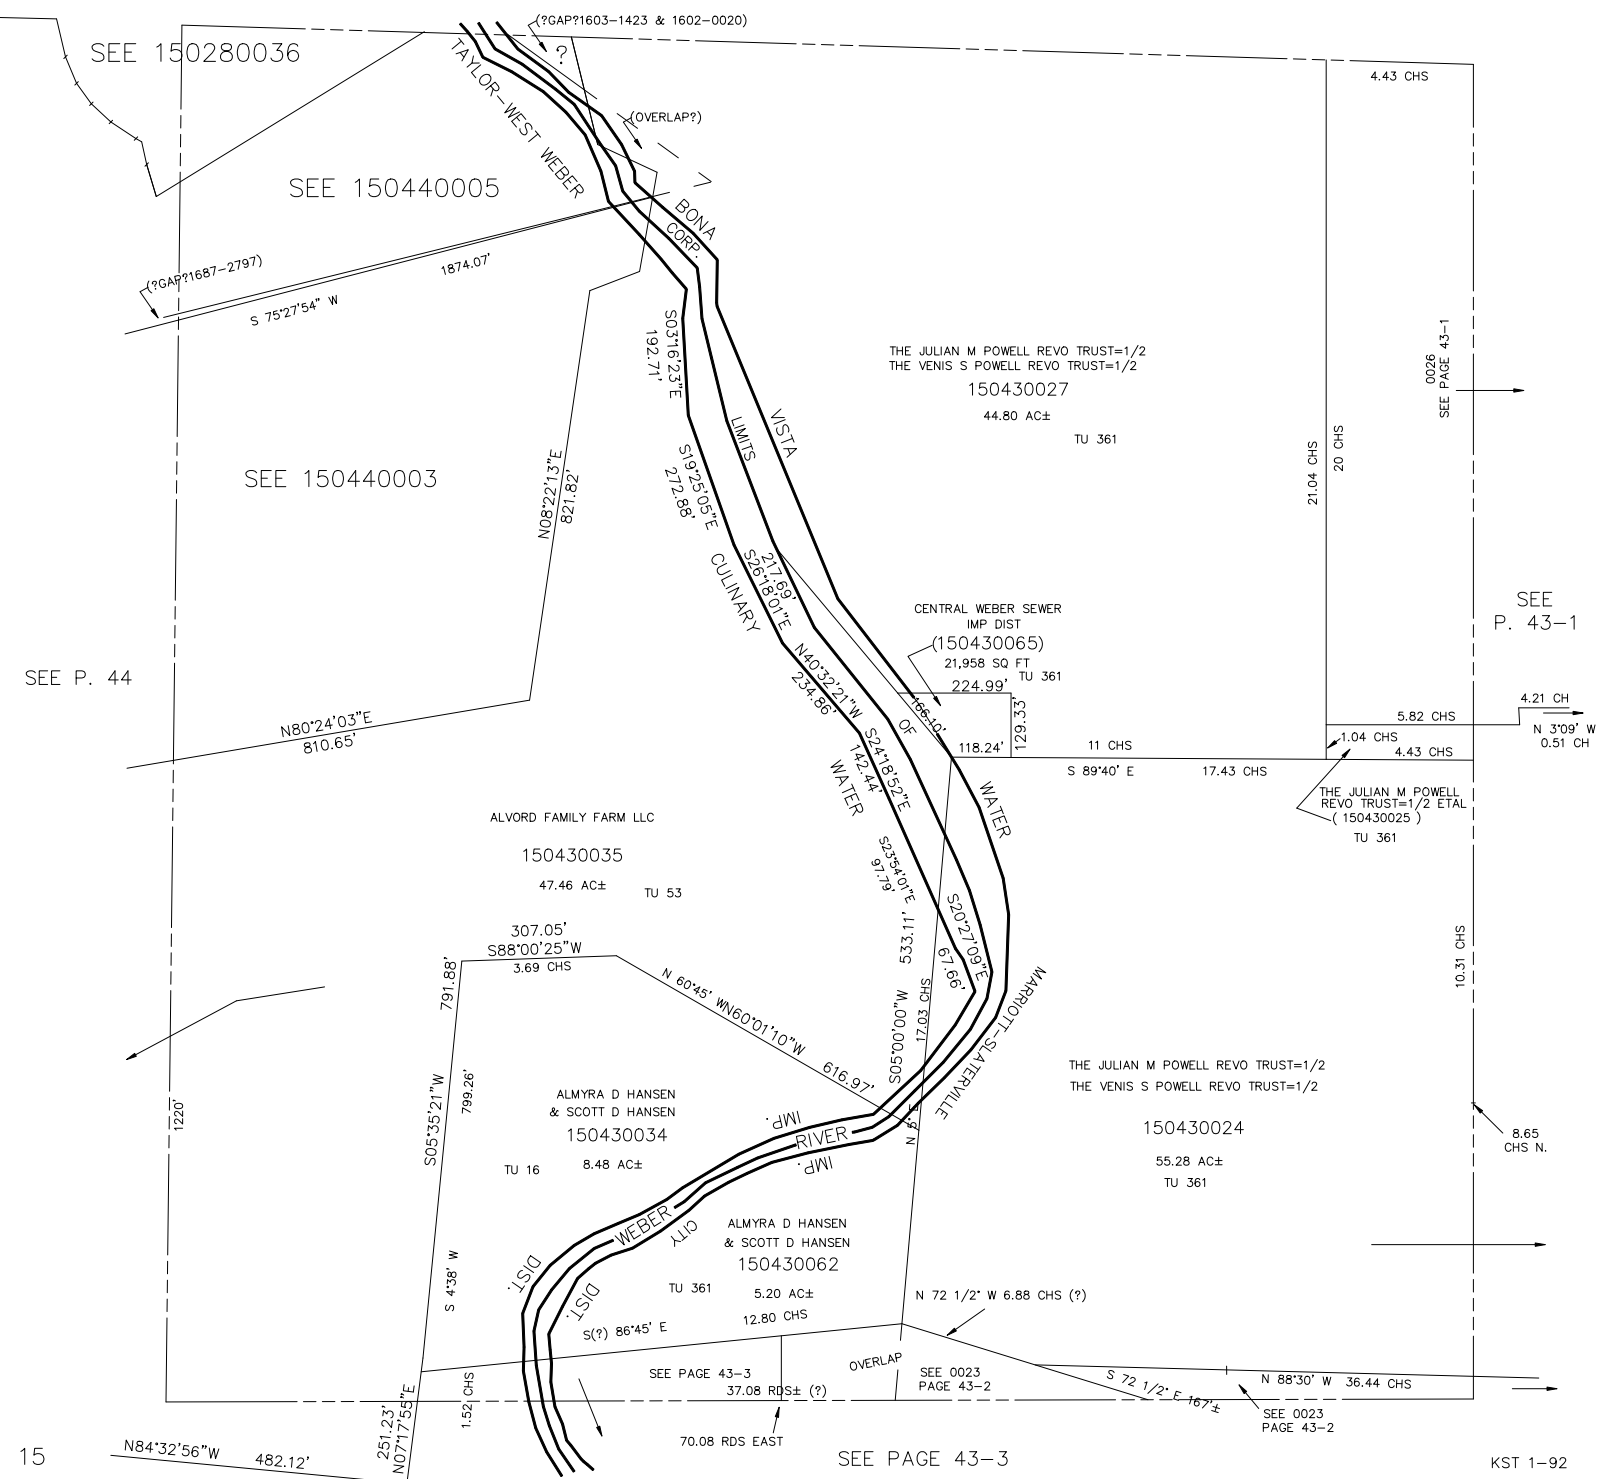 (?GAP?1603-1423 & 1602-0020)
SEE 150280036
?
4.43 CHS
TAYLOR-WEST WEBER
(OVERLAP?)
SEE 150440005
BONA
CORP.
(?GAP?1687-2797)
1874.07'
S 75°27'54" W
S03°16'23"E
192.71'
THE JULIAN M POWELL REVO TRUST=1/2
THE VENIS S POWELL REVO TRUST=1/2
150430027
44.80 AC±
TU 361
0026
SEE PAGE 43-1
VISTA
LIMITS
21.04 CHS
20 CHS
SEE 150440003
N08°22'13"E
821.82'
S19°25'05"E
272.88'
CULINARY
217.69'
S26°18'01"E
CENTRAL WEBER SEWER
IMP DIST
(150430065)
21,958 SQ FT
TU 361
224.99'
SEE
P. 43-1
SEE P. 44
N40°32'21"W
234.86'
166.10'
129.33'
OF
4.21 CH
5.82 CHS
N 3°09' W
0.51 CH
N80°24'03"E
810.65'
S24°18'52"E
142.44'
WATER
118.24'
11 CHS
1.04 CHS
4.43 CHS
S 89°40' E
17.43 CHS
WATER
THE JULIAN M POWELL
REVO TRUST=1/2 ETAL
( 150430025 )
TU 361
ALVORD FAMILY FARM LLC
150430035
47.46 AC±
TU 53
S23°54'01"E
97.79'
S20°27'09"E
67.66'
533.11'
S05°00'00"W
17.03 CHS
N 5° E
307.05'
S88°00'25"W
3.69 CHS
791.88'
S05°35'21"W
799.26'
S 4°38' W
N 60°45' W
N60°01'10"W
616.97'
10.31 CHS
MARRIOTT-SLATERVILLE
THE JULIAN M POWELL REVO TRUST=1/2
THE VENIS S POWELL REVO TRUST=1/2
150430024
55.28 AC±
TU 361
8.65
CHS N.
1220'
ALMYRA D HANSEN
& SCOTT D HANSEN
150430034
TU 16
8.48 AC±
IMP.
RIVER
IMP.
WEBER
CITY
DIST.
DIST.
ALMYRA D HANSEN
& SCOTT D HANSEN
150430062
TU 361
5.20 AC±
12.80 CHS
S(?) 86°45' E
N 72 1/2° W 6.88 CHS (?)
OVERLAP
SEE PAGE 43-3
37.08 RDS± (?)
SEE 0023
PAGE 43-2
S 72 1/2° E 167'±
N 88°30' W 36.44 CHS
SEE 0023
PAGE 43-2
1.52 CHS
251.23'
N07°17'55"E
70.08 RDS EAST
15
N84°32'56"W
482.12'
SEE PAGE 43-3
KST 1-92